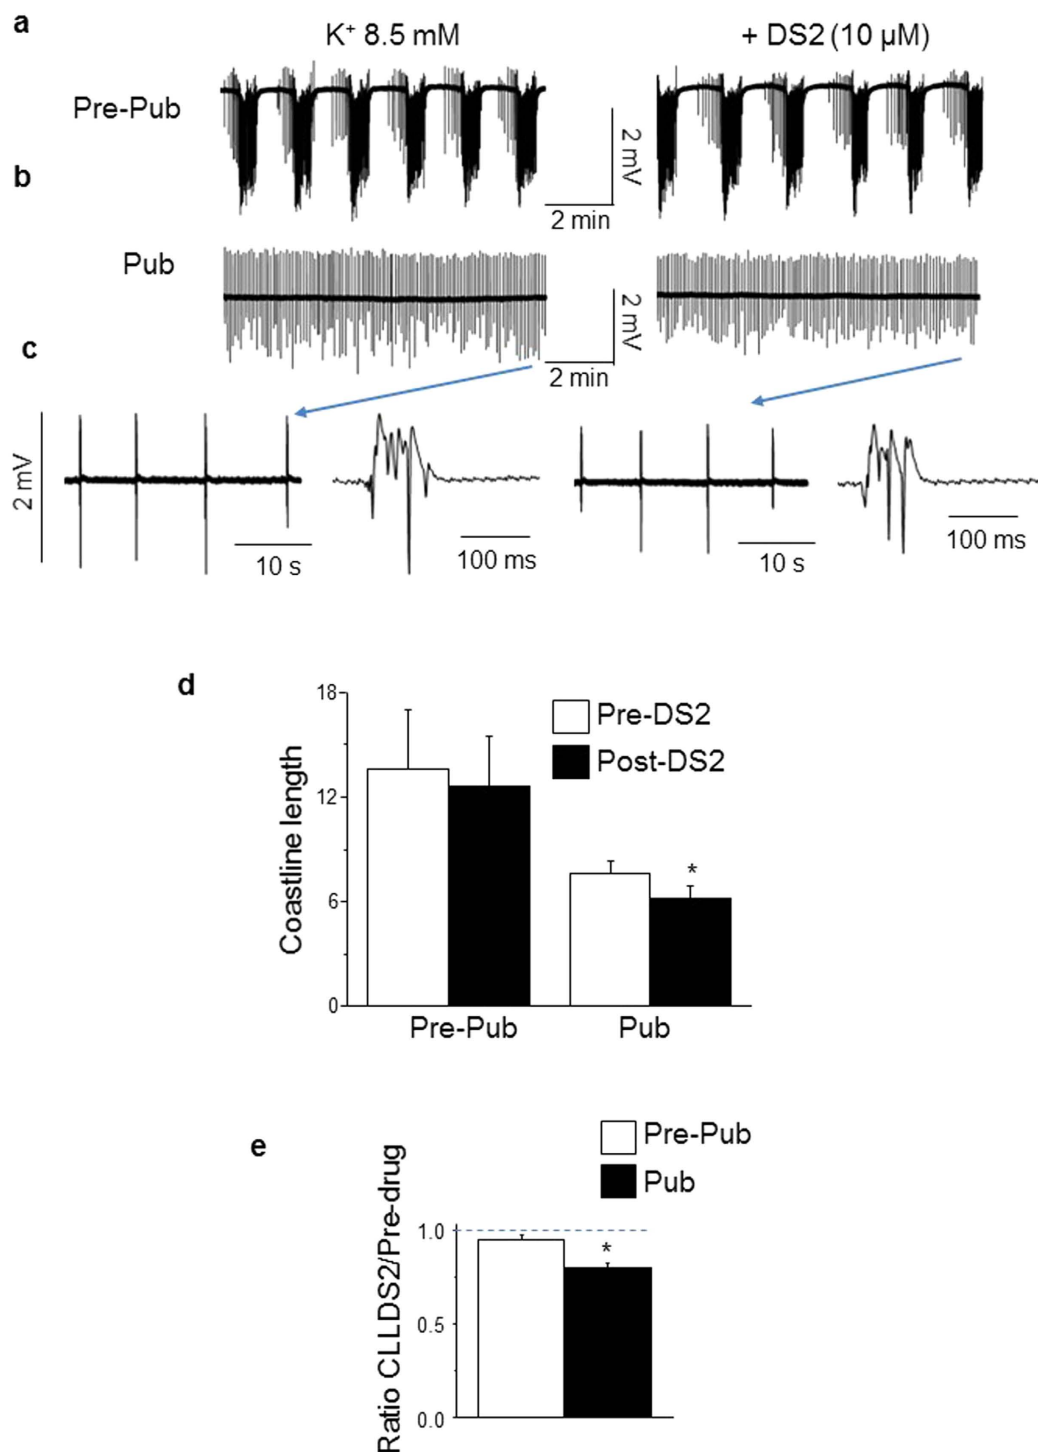 a
K⁺ 8.5 mM
+ DS2 (10 µM)
Pre-Pub
2 mV
2 min
b
Pub
2 mV
2 min
c
2 mV
10 s
100 ms
10 s
100 ms
d
18
12
6
0
Coastline length
Pre-DS2
Post-DS2
*
Pre-Pub
Pub
e
Pre-Pub
Pub
Ratio CLLDS2/Pre-drug
1.0
0.5
0.0
*